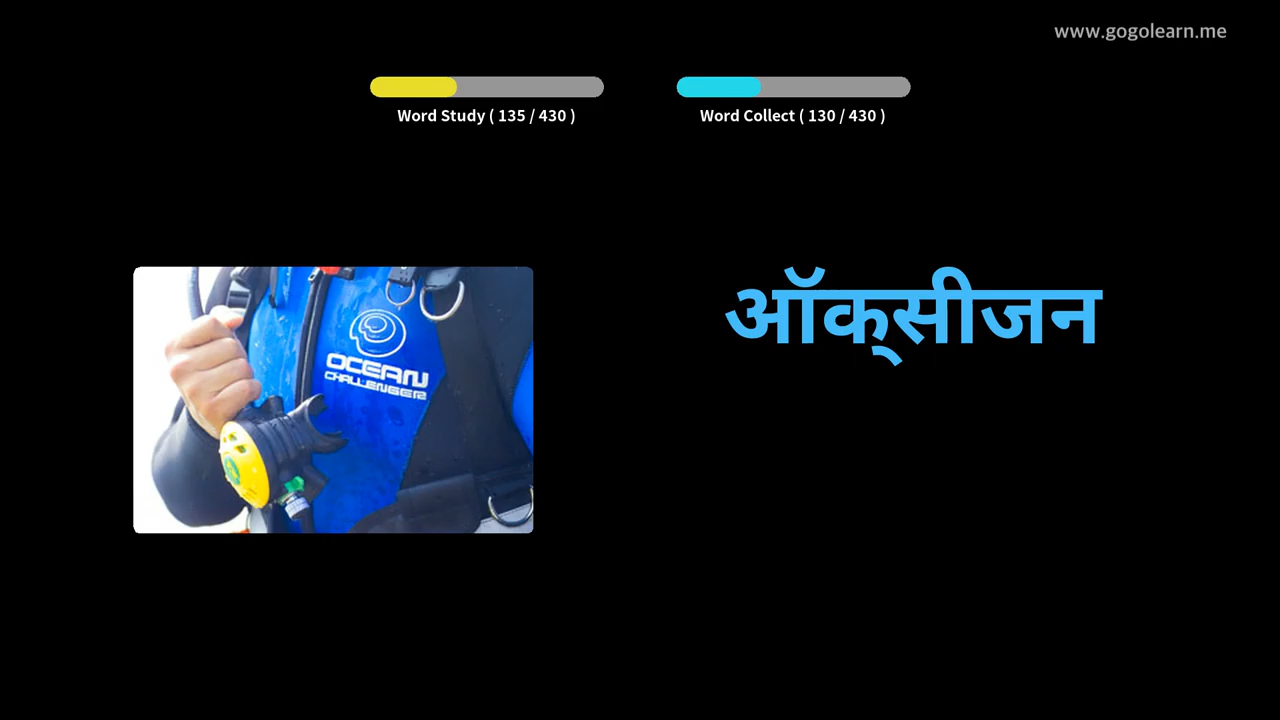 www.gogolearn.me
Word Study ( 135 / 430 )
Word Collect ( 130 / 430 )
ऑक्‌सीजन
OCEAN
CHALLENGER